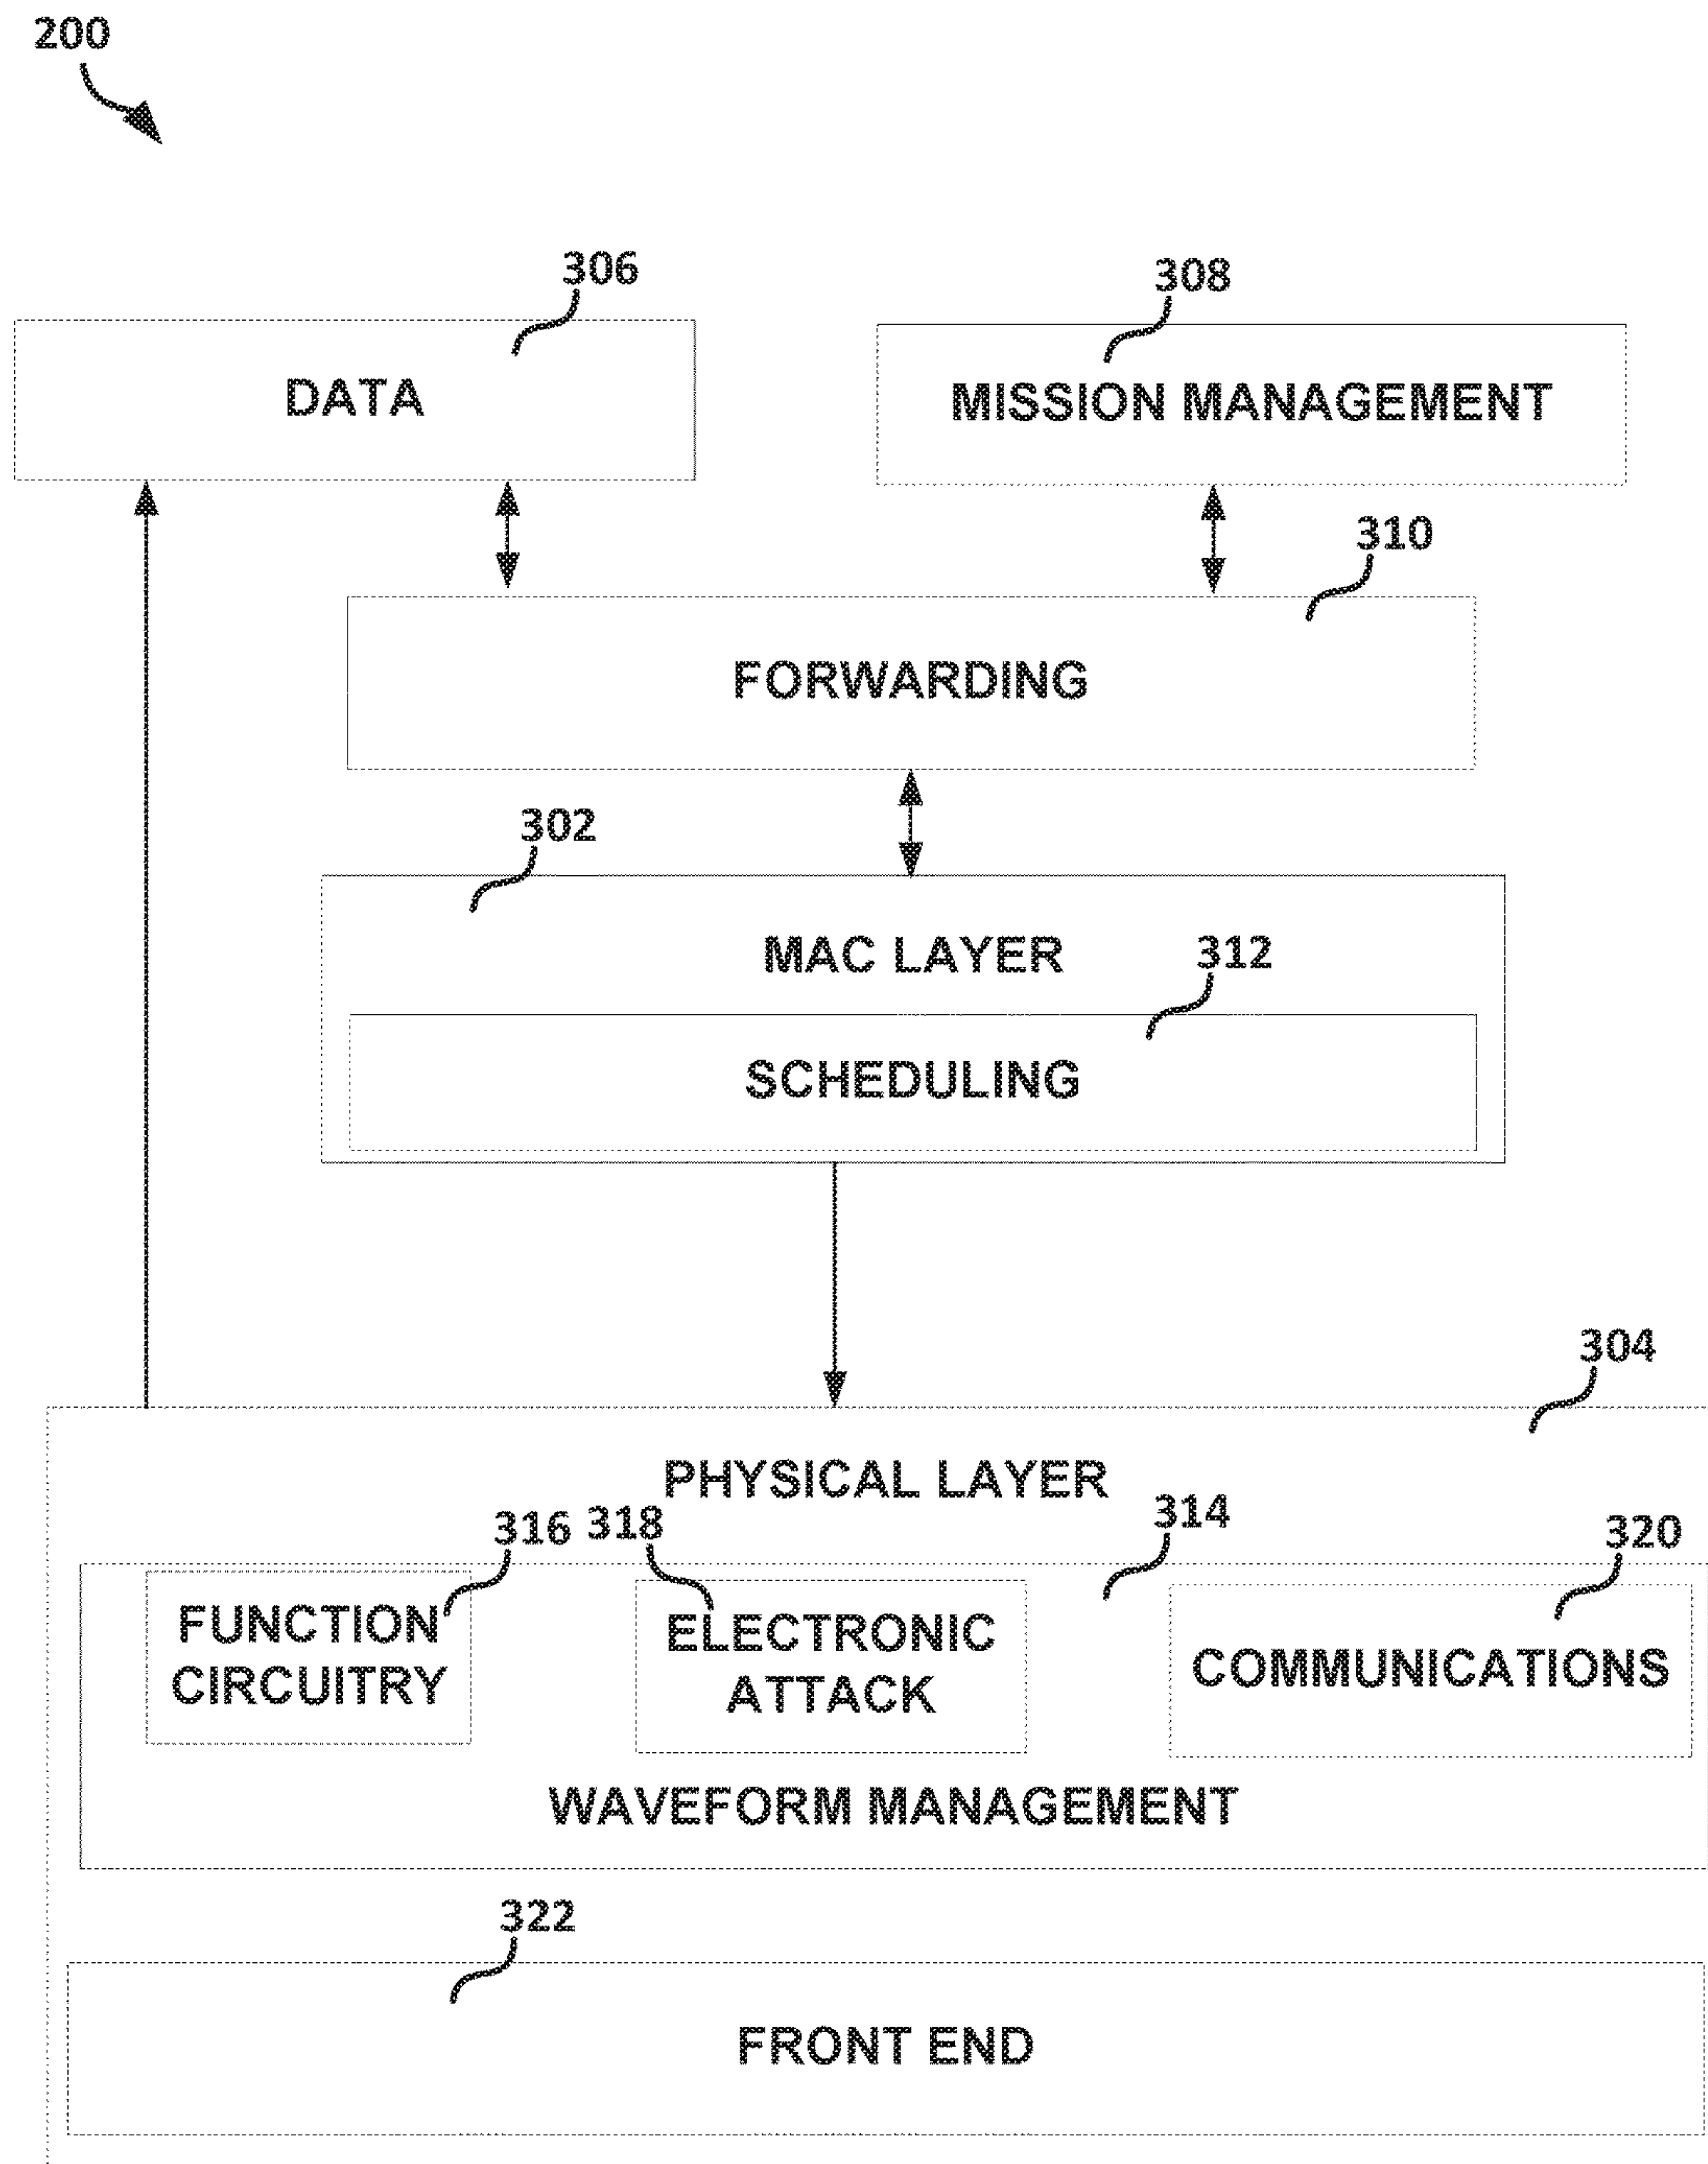 200
306
308
DATA
MISSION MANAGEMENT
310
FORWARDING
302
MAC LAYER
312
SCHEDULING
304
PHYSICAL LAYER
316
318
314
320
FUNCTION
CIRCUITRY
ELECTRONIC
ATTACK
COMMUNICATIONS
WAVEFORM MANAGEMENT
322
FRONT END